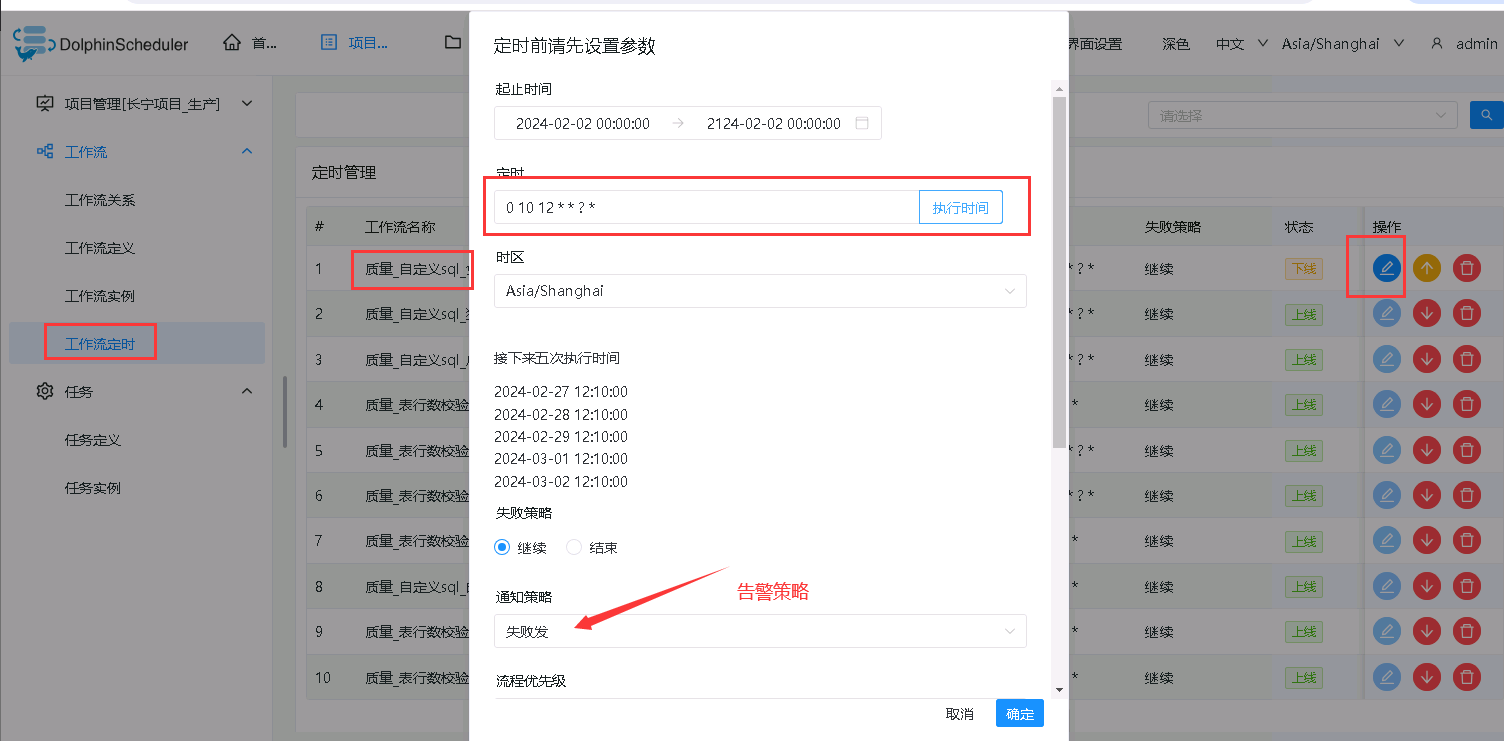 DolphinScheduler
首...
项目...
界面设置
深色
中文
Asia/Shanghai
admin
项目管理[长宁项目_生产]
工作流
工作流关系
工作流定义
工作流实例
工作流定时
任务
任务定义
任务实例
请选择
定时管理
# 工作流名称 失败策略 状态 操作
1 质量_自定义sql_ * ? * 继续 下线
2 质量_自定义sql_ * ? * 继续 上线
3 质量_自定义sql_ * ? * 继续 上线
4 质量_表行数校验 * 继续 上线
5 质量_表行数校验 * ? * 继续 上线
6 质量_表行数校验 * ? * 继续 上线
7 质量_表行数校验 * 继续 上线
8 质量_自定义sql_ * 继续 上线
9 质量_表行数校验 * 继续 上线
10 质量_表行数校验 * 继续 上线
定时前请先设置参数
起止时间
2024-02-02 00:00:00 → 2124-02-02 00:00:00
定时
0 10 12 * * ? *
执行时间
时区
Asia/Shanghai
接下来五次执行时间
2024-02-27 12:10:00
2024-02-28 12:10:00
2024-02-29 12:10:00
2024-03-01 12:10:00
2024-03-02 12:10:00
失败策略
继续 结束
通知策略
告警策略
失败发
流程优先级
取消 确定